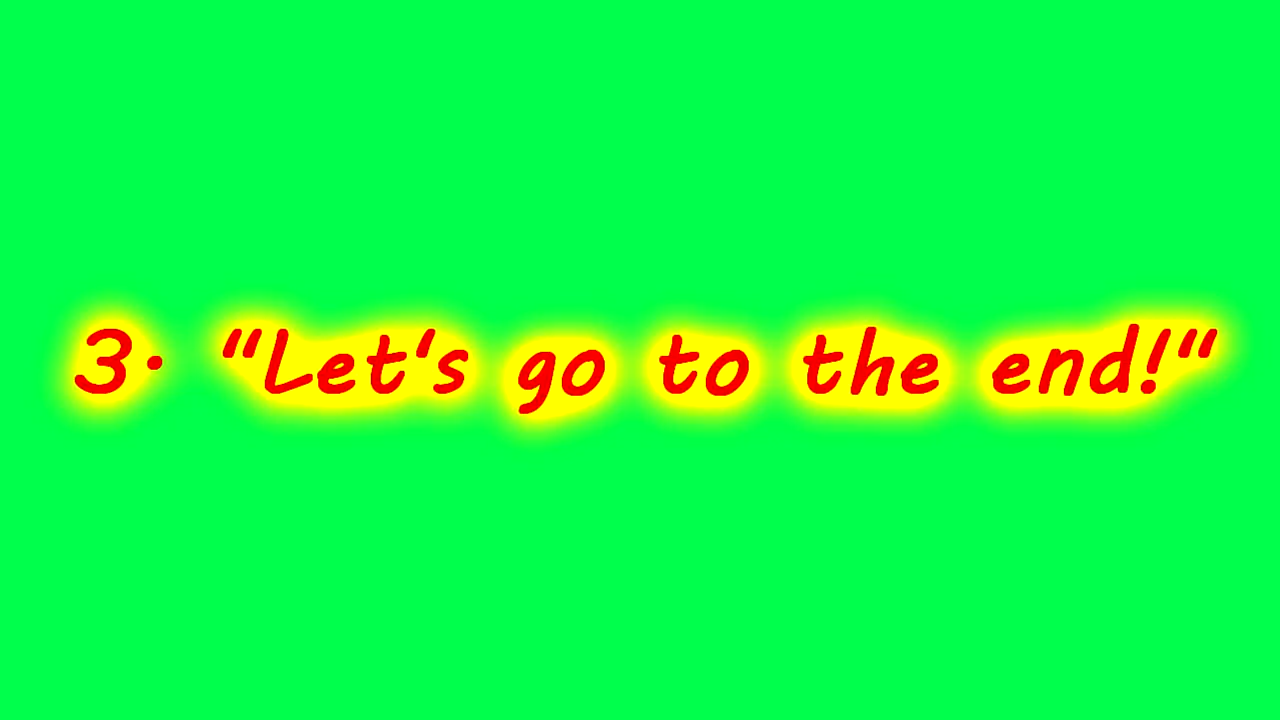 3. “Let's go to the end!“